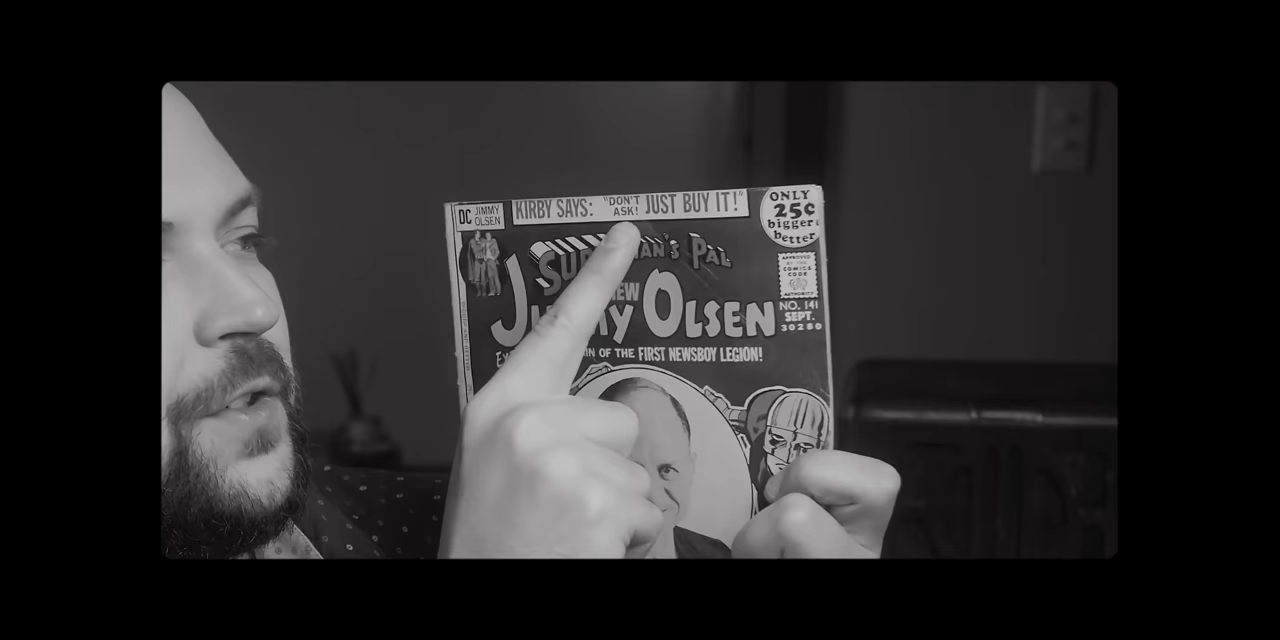 KIRBY SAYS: "DON'T ASK! JUST BUY IT!"
DC JIMMY OLSEN
ONLY
25¢
bigger
better
PAL
NEW
OLSEN
APPROVED
BY THE
COMICS
CODE
AUTHORITY
NO. 141
SEPT.
30280
OF THE FIRST NEWSBOY LEGION!